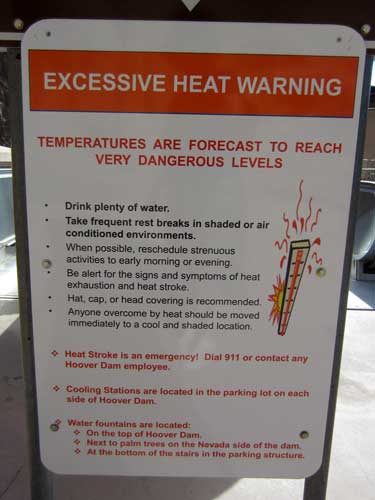 EXCESSIVE HEAT WARNING
TEMPERATURES ARE FORECAST TO REACH
VERY DANGEROUS LEVELS
• Drink plenty of water.
• Take frequent rest breaks in shaded or air
conditioned environments.
• When possible, reschedule strenuous
activities to early morning or evening.
• Be alert for the signs and symptoms of heat
exhaustion and heat stroke.
• Hat, cap, or head covering is recommended.
• Anyone overcome by heat should be moved
immediately to a cool and shaded location.
❖ Heat Stroke is an emergency! Dial 911 or contact any
Hoover Dam employee.
❖ Cooling Stations are located in the parking lot on each
side of Hoover Dam.
❖ Water fountains are located:
❖ On the top of Hoover Dam.
❖ Next to palm trees on the Nevada side of the dam.
❖ At the bottom of the stairs in the parking structure.